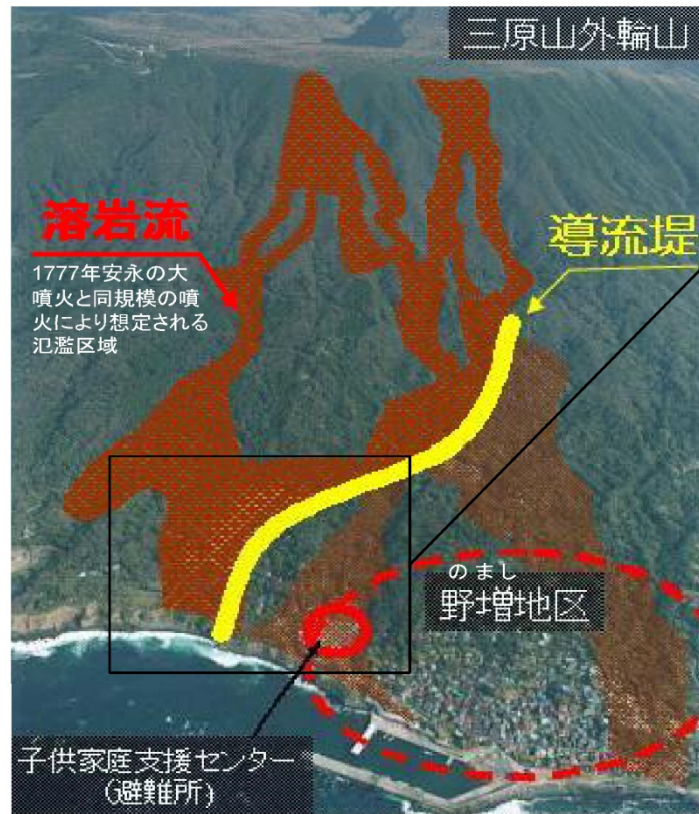 三原山外輪山
溶岩流
1777年安永の大
噴火と同規模の噴
火により想定される
氾濫区域
導流堤
のまし
野増地区
子供家庭支援センター
(避難所)